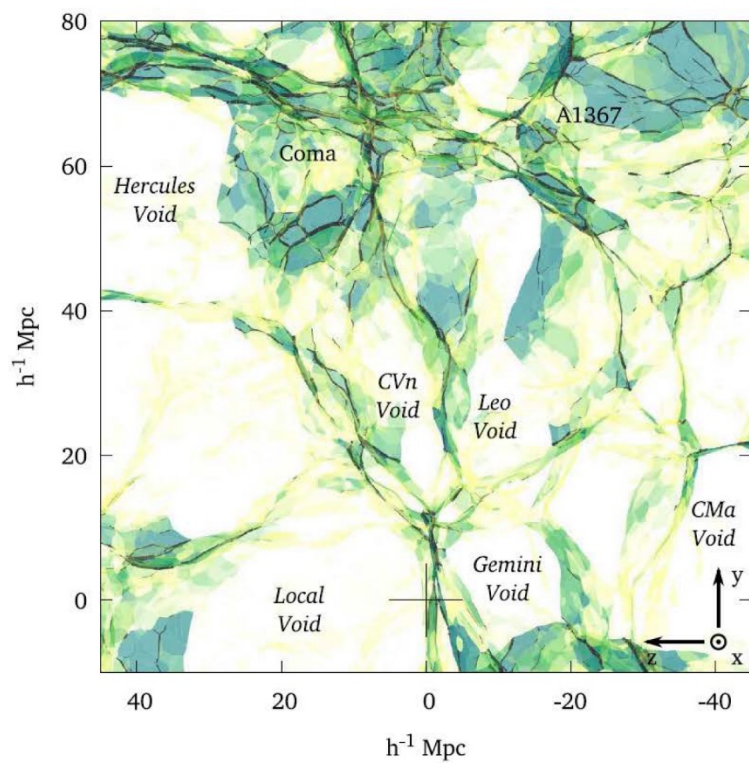 80
60
40
20
0
h⁻¹ Mpc
Coma
A1367
Hercules
Void
CVn
Void
Leo
Void
CMa
Void
Gemini
Void
Local
Void
y
z
x
40
20
0
-20
-40
h⁻¹ Mpc